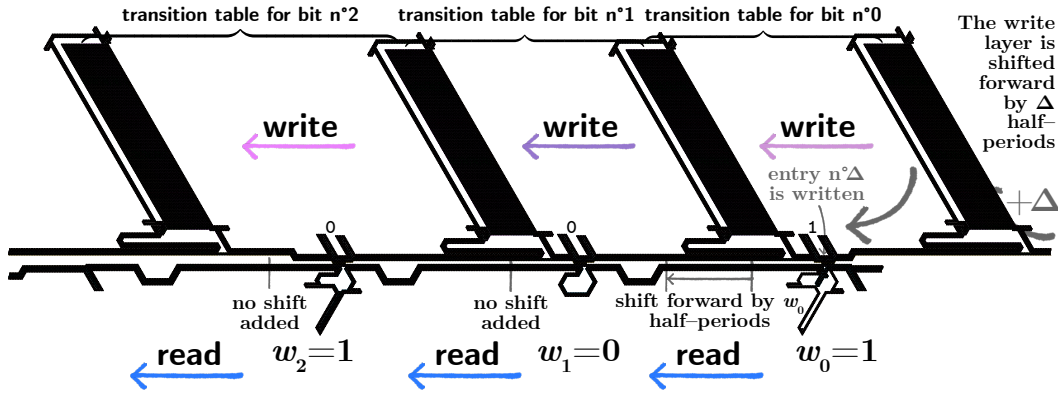 transition table for bit n°2
transition table for bit n°1
transition table for bit n°0
The write
layer is
shifted
forward
by Δ
half–
periods
write
write
write
entry n°Δ
is written
+Δ
0
0
1
no shift
added
no shift
added
shift forward by w₀
half–periods
read
w₂=1
read
w₁=0
read
w₀=1